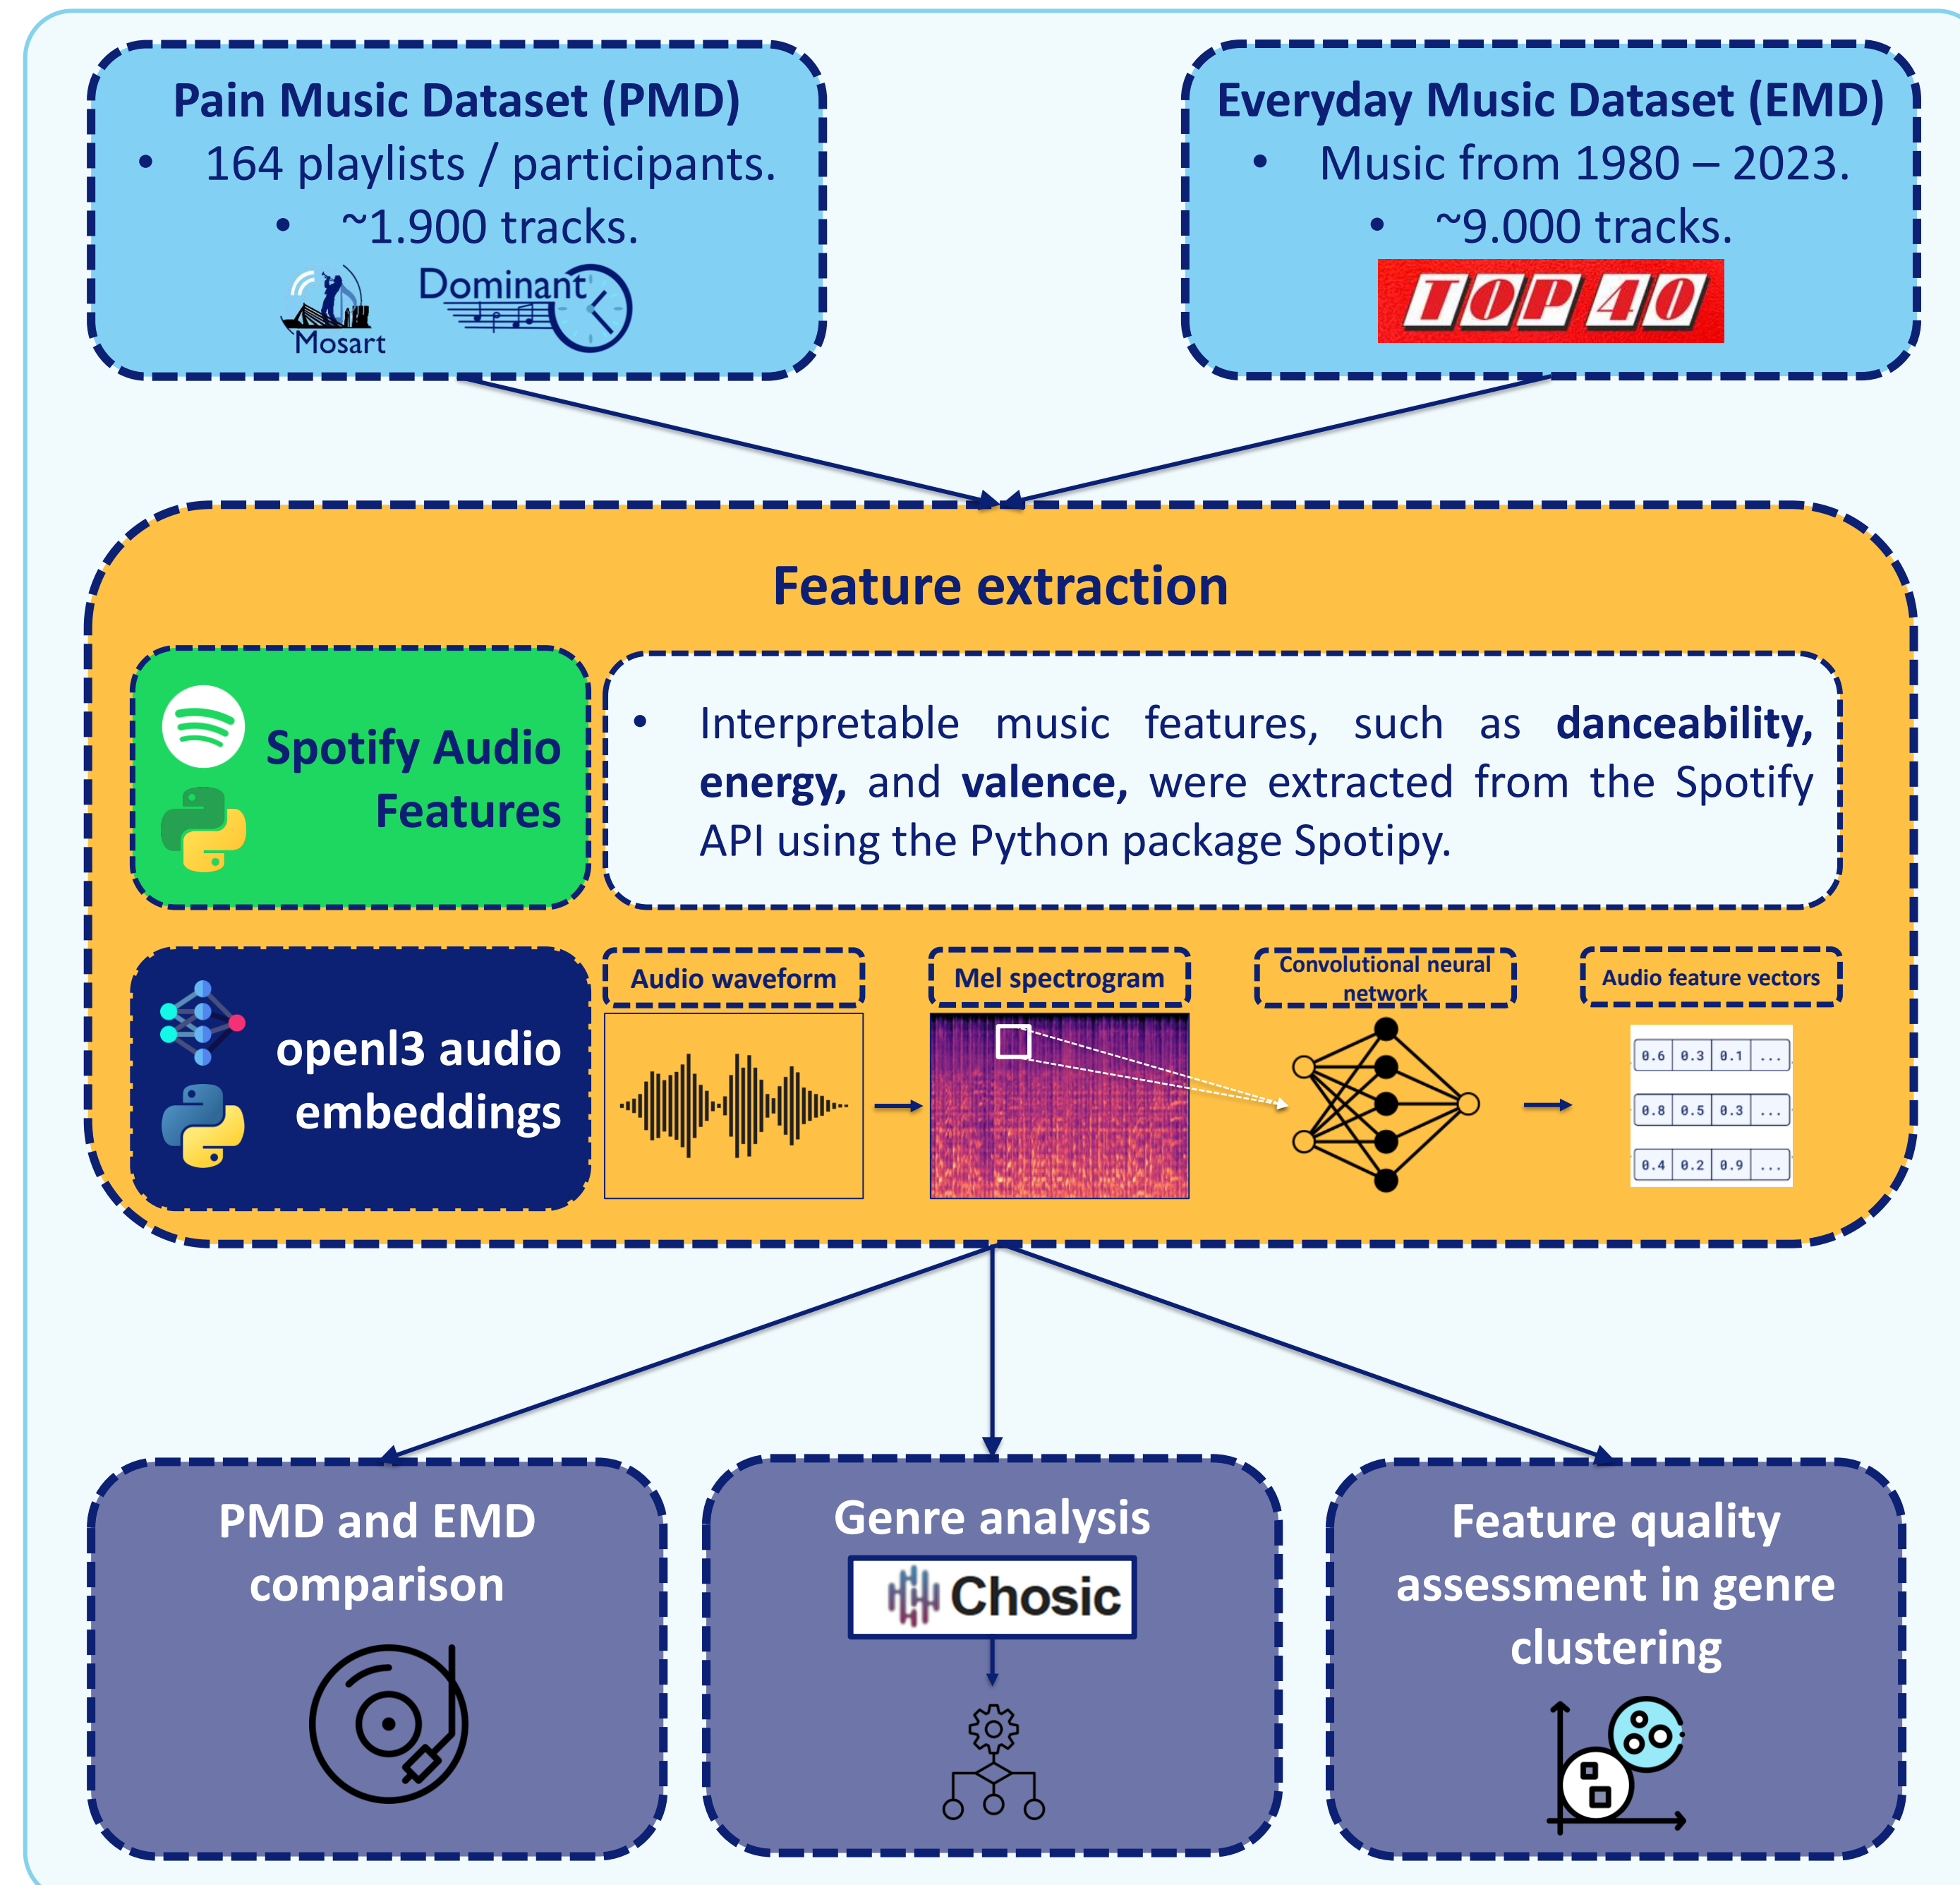 Pain Music Dataset (PMD)
• 164 playlists / participants.
• ~1.900 tracks.
Mosart
Dominant
Everyday Music Dataset (EMD)
• Music from 1980 – 2023.
• ~9.000 tracks.
TOP 40
Feature extraction
Spotify Audio
Features
• Interpretable music features, such as danceability,
energy, and valence, were extracted from the Spotify
API using the Python package Spotipy.
openl3 audio
embeddings
Audio waveform
Mel spectrogram
Convolutional neural
network
Audio feature vectors
0.6 0.3 0.1 ...
0.8 0.5 0.3 ...
0.4 0.2 0.9 ...
PMD and EMD
comparison
Genre analysis
Chosic
Feature quality
assessment in genre
clustering